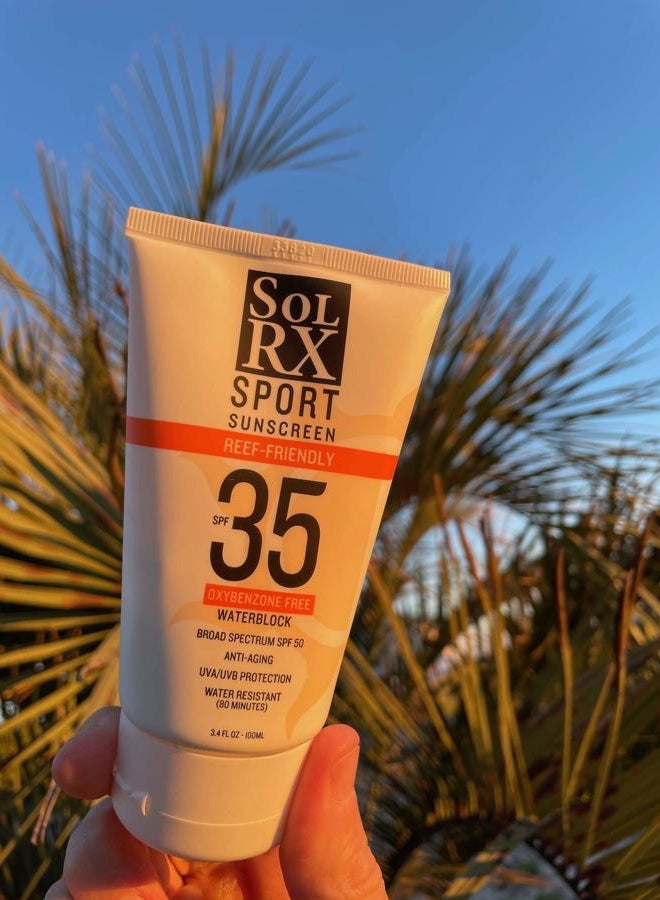 33820
SOL
RX
SPORT
SUNSCREEN
REEF-FRIENDLY
SPF 35
OXYBENZONE FREE
WATERBLOCK
BROAD SPECTRUM SPF 50
ANTI-AGING
UVA/UVB PROTECTION
WATER RESISTANT
(80 MINUTES)
3.4 FL OZ - 100ML